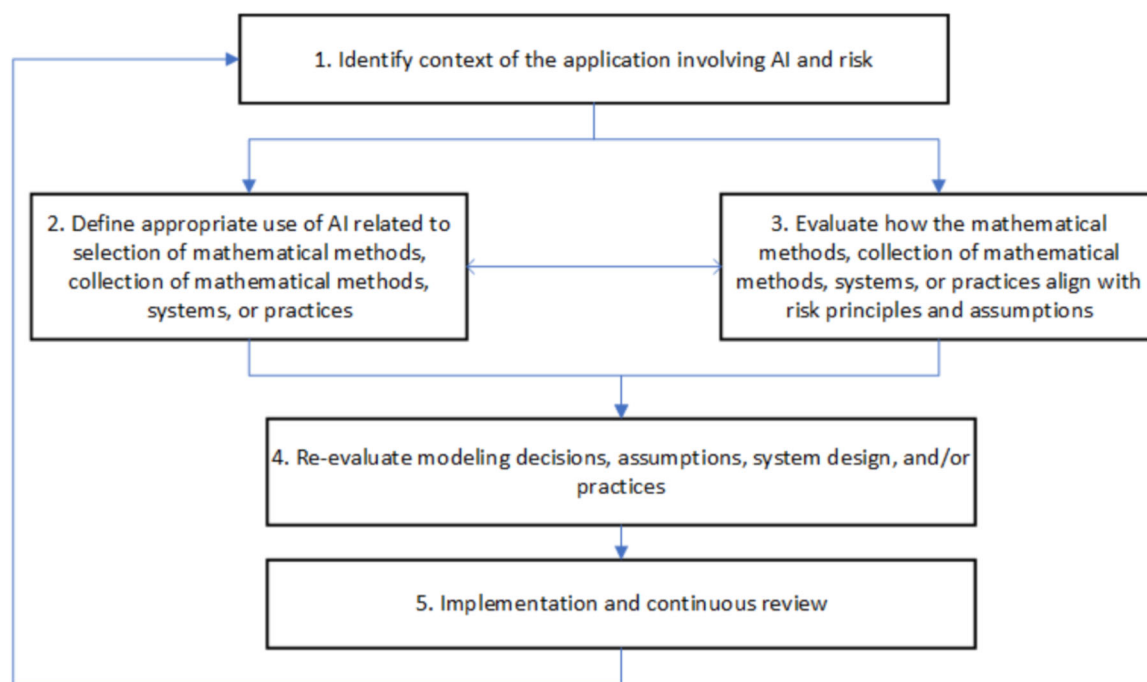 1. Identify context of the application involving AI and risk
2. Define appropriate use of AI related to
selection of mathematical methods,
collection of mathematical methods,
systems, or practices
3. Evaluate how the mathematical
methods, collection of mathematical
methods, systems, or practices align with
risk principles and assumptions
4. Re-evaluate modeling decisions, assumptions, system design, and/or
practices
5. Implementation and continuous review